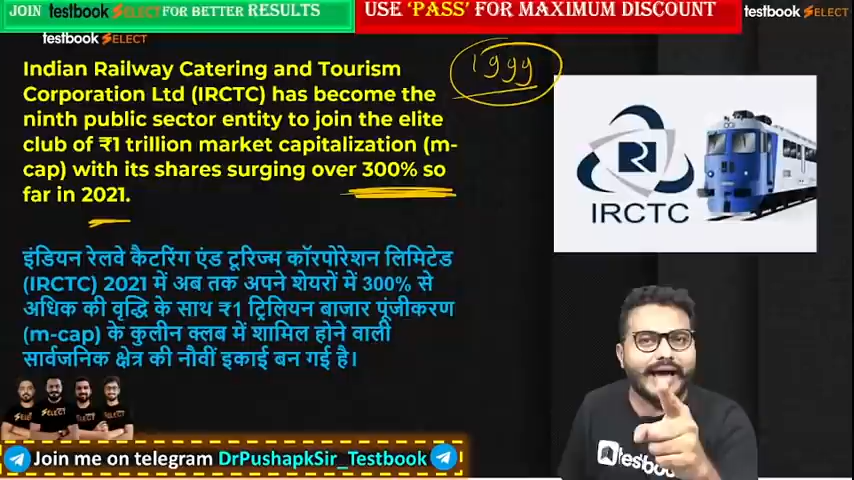 JOIN testbook SELECT FOR BETTER RESULTS
USE 'PASS' FOR MAXIMUM DISCOUNT
testbook SELECT
testbook SELECT
Indian Railway Catering and Tourism
Corporation Ltd (IRCTC) has become the
ninth public sector entity to join the elite
club of ₹1 trillion market capitalization (m-
cap) with its shares surging over 300% so
far in 2021.
1999
IRCTC
इंडियन रेलवे कैटरिंग एंड टूरिज्म कॉरपोरेशन लिमिटेड
(IRCTC) 2021 में अब तक अपने शेयरों में 300% से
अधिक की वृद्धि के साथ ₹1 ट्रिलियन बाजार पूंजीकरण
(m-cap) के कुलीन क्लब में शामिल होने वाली
सार्वजनिक क्षेत्र की नौवीं इकाई बन गई है।
Join me on telegram DrPushapkSir_Testbook